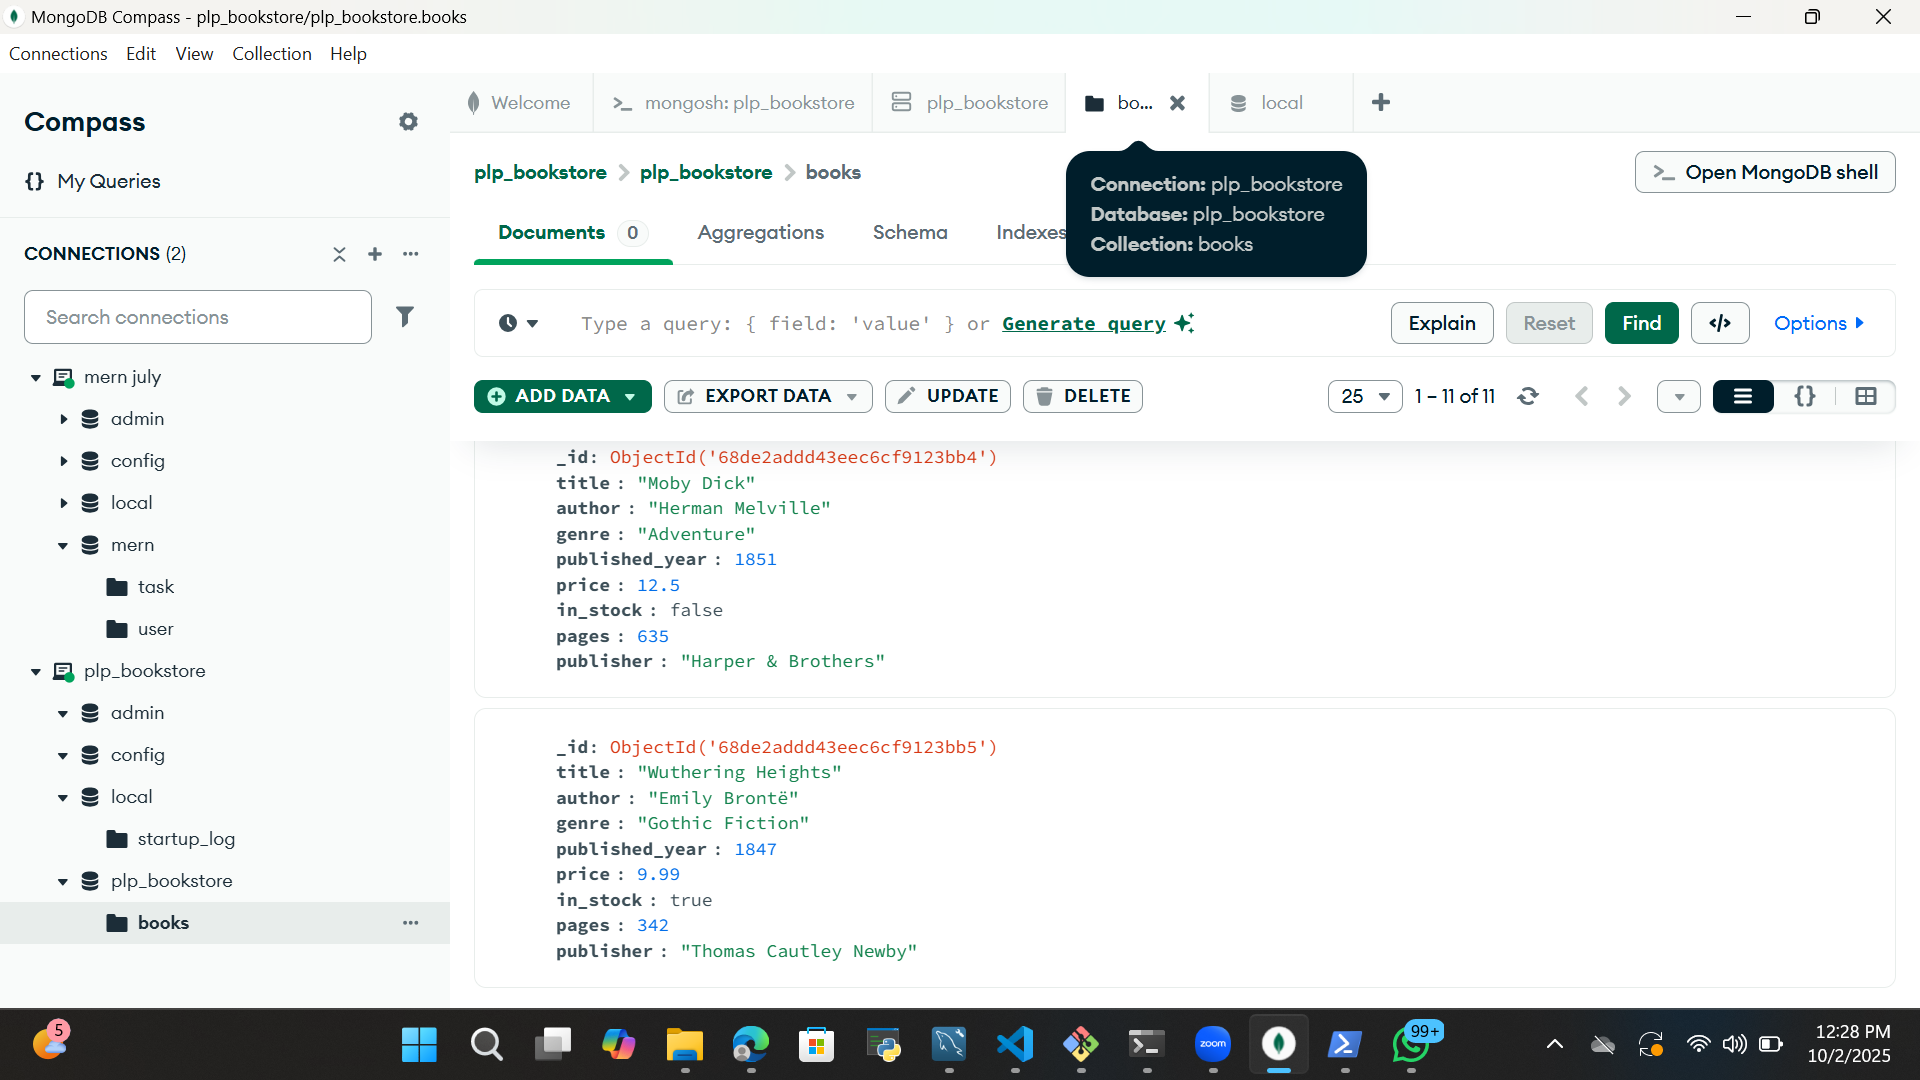 MongoDB Compass - plp_bookstore/plp_bookstore.books
Connections Edit View Collection Help
Compass
{} My Queries
CONNECTIONS (2)
Search connections
mern july
admin
config
local
mern
task
user
plp_bookstore
admin
config
local
startup_log
plp_bookstore
books
Welcome
>_ mongosh: plp_bookstore
plp_bookstore
bo...
local
plp_bookstore > plp_bookstore > books
>_ Open MongoDB shell
Connection: plp_bookstore
Database: plp_bookstore
Collection: books
Documents 0 Aggregations Schema Indexes
Type a query: { field: 'value' } or Generate query
Explain Reset Find </> Options
ADD DATA EXPORT DATA UPDATE DELETE
25 1 – 11 of 11 {}
_id: ObjectId('68de2addd43eec6cf9123bb4')
title : "Moby Dick"
author : "Herman Melville"
genre : "Adventure"
published_year : 1851
price : 12.5
in_stock : false
pages : 635
publisher : "Harper & Brothers"
_id: ObjectId('68de2addd43eec6cf9123bb5')
title : "Wuthering Heights"
author : "Emily Brontë"
genre : "Gothic Fiction"
published_year : 1847
price : 9.99
in_stock : true
pages : 342
publisher : "Thomas Cautley Newby"
5
zoom
99+
12:28 PM
10/2/2025